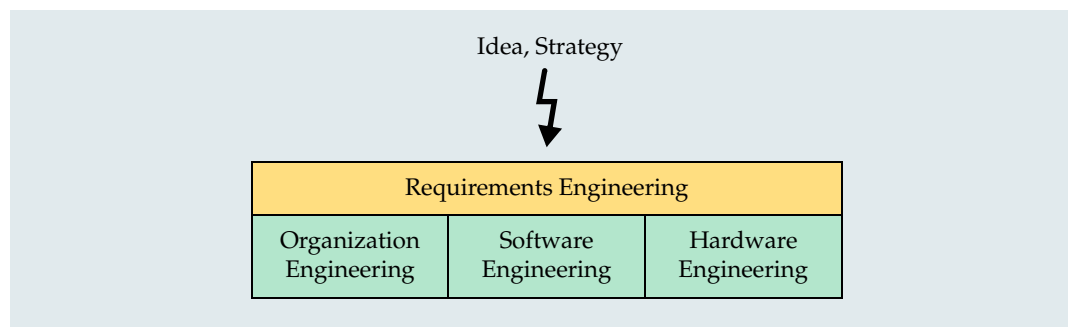 Idea, Strategy
Requirements Engineering
Organization
Engineering
Software
Engineering
Hardware
Engineering